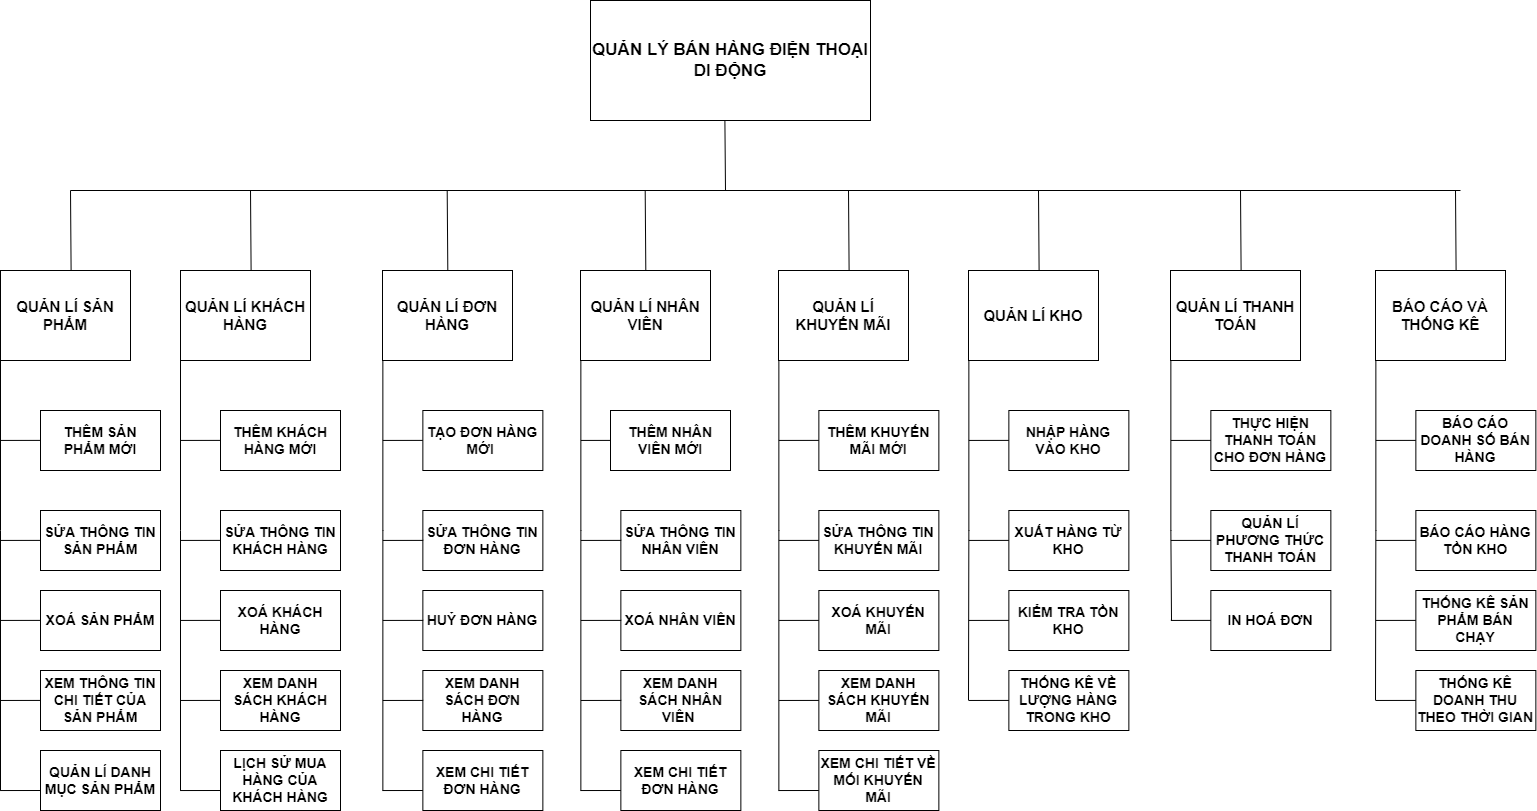 QUẢN LÝ BÁN HÀNG ĐIỆN THOẠI
DI ĐỘNG
QUẢN LÍ SẢN
PHẨM
QUẢN LÍ KHÁCH
HÀNG
QUẢN LÍ ĐƠN
HÀNG
QUẢN LÍ NHÂN
VIÊN
QUẢN LÍ
KHUYẾN MÃI
QUẢN LÍ KHO
QUẢN LÍ THANH
TOÁN
BÁO CÁO VÀ
THỐNG KÊ
THÊM SẢN
PHẨM MỚI
SỬA THÔNG TIN
SẢN PHẨM
XOÁ SẢN PHẨM
XEM THÔNG TIN
CHI TIẾT CỦA
SẢN PHẨM
QUẢN LÍ DANH
MỤC SẢN PHẨM
THÊM KHÁCH
HÀNG MỚI
SỬA THÔNG TIN
KHÁCH HÀNG
XOÁ KHÁCH
HÀNG
XEM DANH
SÁCH KHÁCH
HÀNG
LỊCH SỬ MUA
HÀNG CỦA
KHÁCH HÀNG
TẠO ĐƠN HÀNG
MỚI
SỬA THÔNG TIN
ĐƠN HÀNG
HUỶ ĐƠN HÀNG
XEM DANH
SÁCH ĐƠN
HÀNG
XEM CHI TIẾT
ĐƠN HÀNG
THÊM NHÂN
VIÊN MỚI
SỬA THÔNG TIN
NHÂN VIÊN
XOÁ NHÂN VIÊN
XEM DANH
SÁCH NHÂN
VIÊN
XEM CHI TIẾT
ĐƠN HÀNG
THÊM KHUYẾN
MÃI MỚI
SỬA THÔNG TIN
KHUYẾN MÃI
XOÁ KHUYẾN
MÃI
XEM DANH
SÁCH KHUYẾN
MÃI
XEM CHI TIẾT VỀ
MỖI KHUYẾN
MÃI
NHẬP HÀNG
VÀO KHO
XUẤT HÀNG TỪ
KHO
KIỂM TRA TỒN
KHO
THỐNG KÊ VỀ
LƯỢNG HÀNG
TRONG KHO
THỰC HIỆN
THANH TOÁN
CHO ĐƠN HÀNG
QUẢN LÍ
PHƯƠNG THỨC
THANH TOÁN
IN HOÁ ĐƠN
BÁO CÁO
DOANH SỐ BÁN
HÀNG
BÁO CÁO HÀNG
TỒN KHO
THỐNG KÊ SẢN
PHẨM BÁN
CHẠY
THỐNG KÊ
DOANH THU
THEO THỜI GIAN